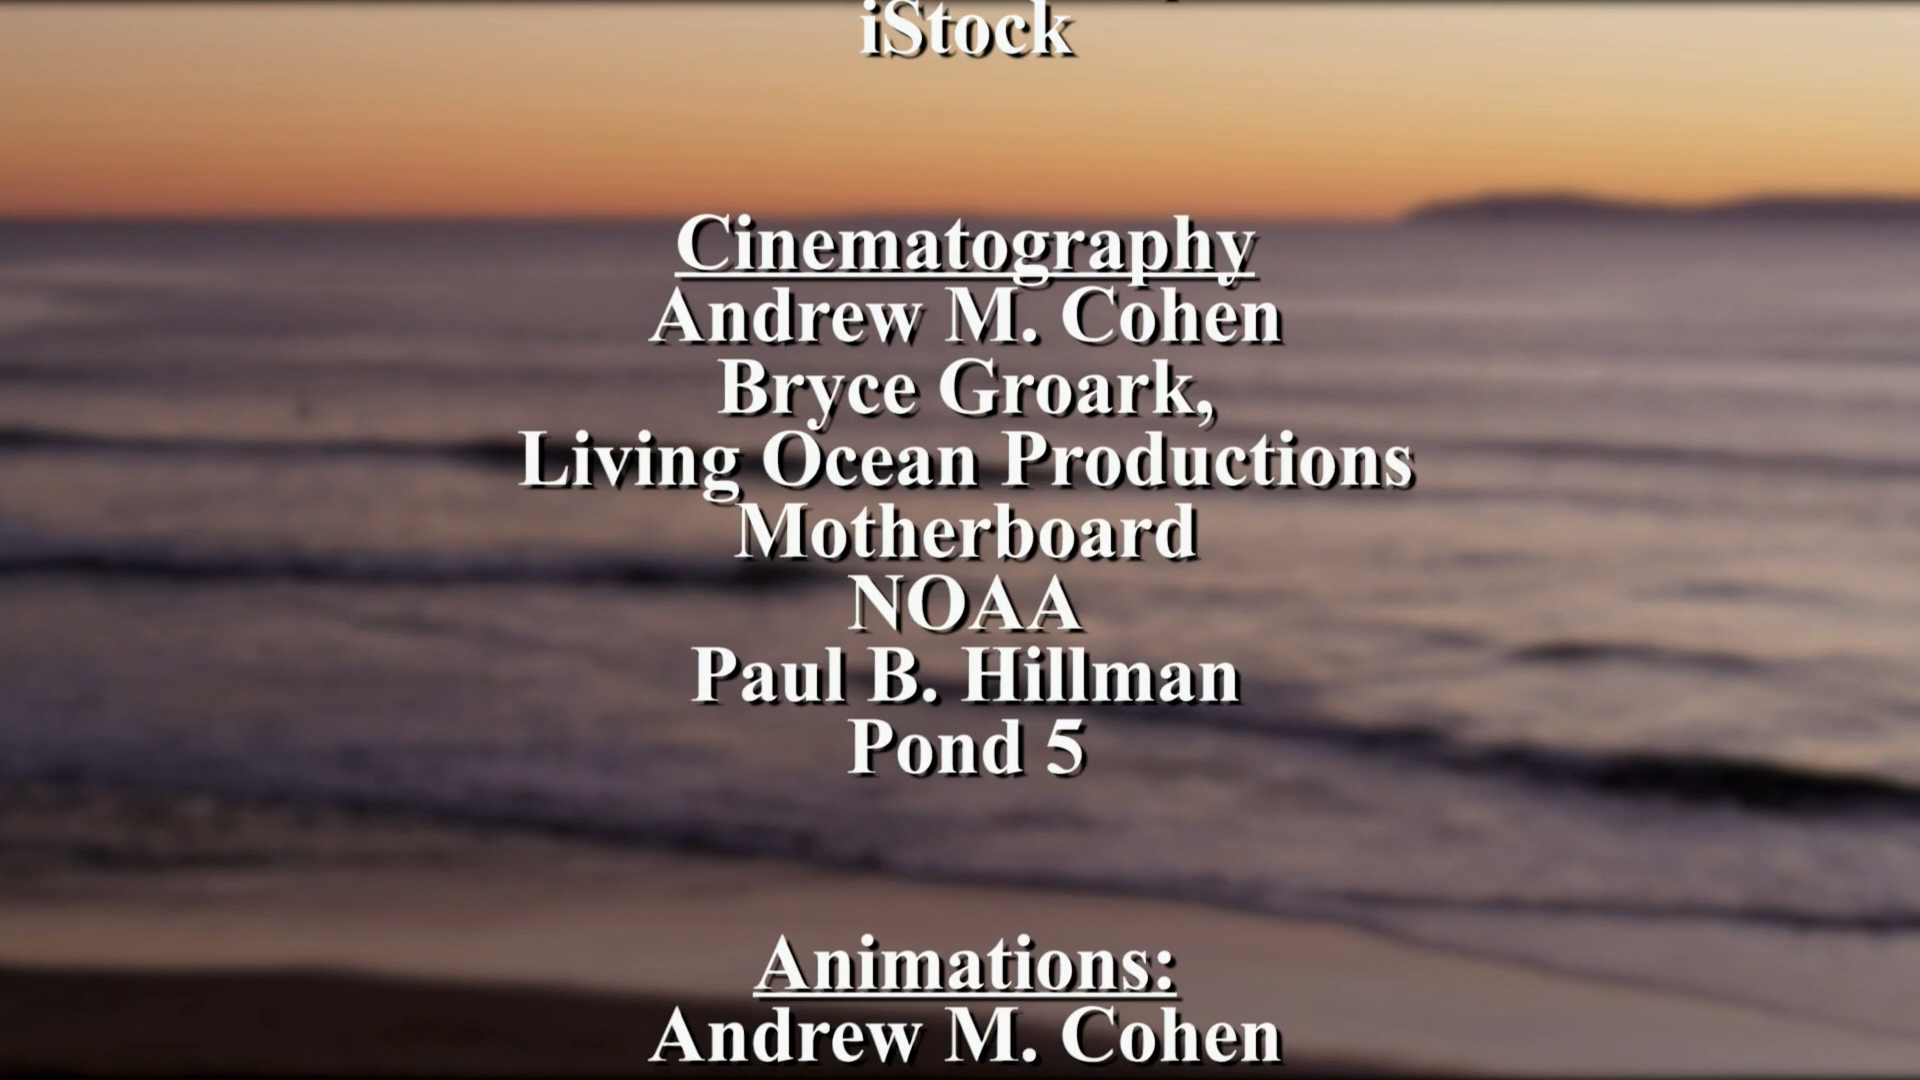 iStock
Cinematography
Andrew M. Cohen
Bryce Groark,
Living Ocean Productions
Motherboard
NOAA
Paul B. Hillman
Pond 5
Animations:
Andrew M. Cohen